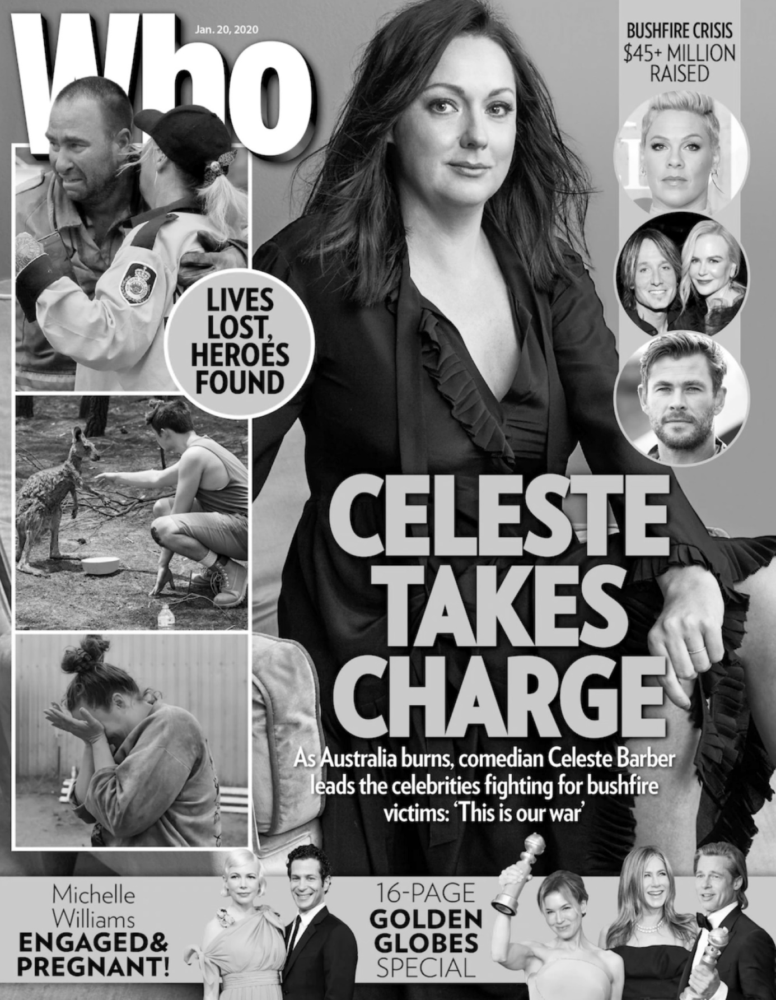 Who
Jan. 20, 2020
BUSHFIRE CRISIS
$45+ MILLION
RAISED
LIVES
LOST,
HEROES
FOUND
CELESTE
TAKES
CHARGE
As Australia burns, comedian Celeste Barber
leads the celebrities fighting for bushfire
victims: ‘This is our war’
Michelle
Williams
ENGAGED&
PREGNANT!
16-PAGE
GOLDEN
GLOBES
SPECIAL